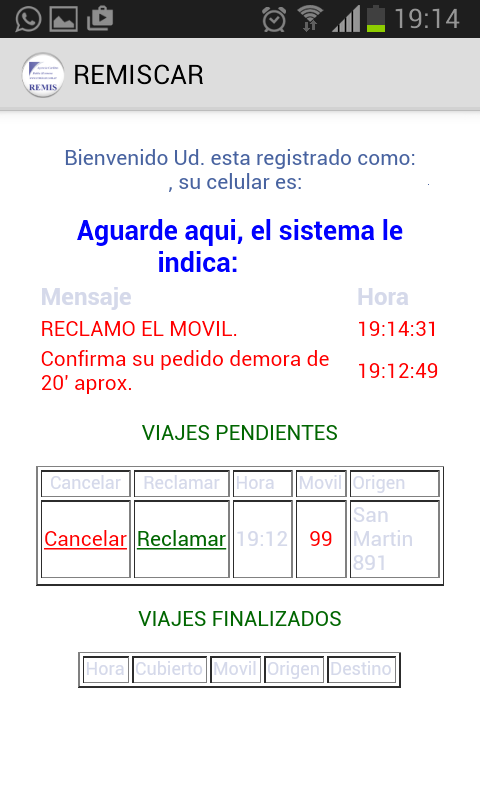 19:14
REMIS
REMISCAR
Bienvenido Ud. esta registrado como:
, su celular es:
Aguarde aqui, el sistema le
indica:
Mensaje Hora
RECLAMO EL MOVIL. 19:14:31
Confirma su pedido demora de
20' aprox. 19:12:49
VIAJES PENDIENTES
Cancelar Reclamar Hora Movil Origen
Cancelar Reclamar 19:12 99 San
Martin
891
VIAJES FINALIZADOS
Hora Cubierto Movil Origen Destino